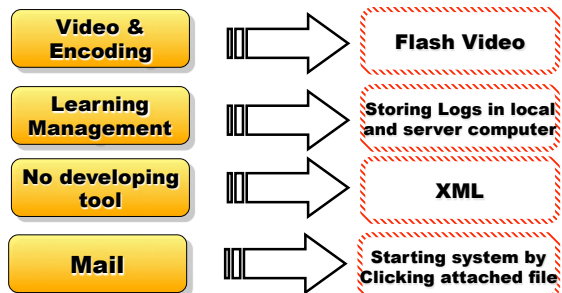 Video &
Encoding
Flash Video
Learning
Management
Storing Logs in local
and server computer
No developing
tool
XML
Mail
Starting system by
Clicking attached file